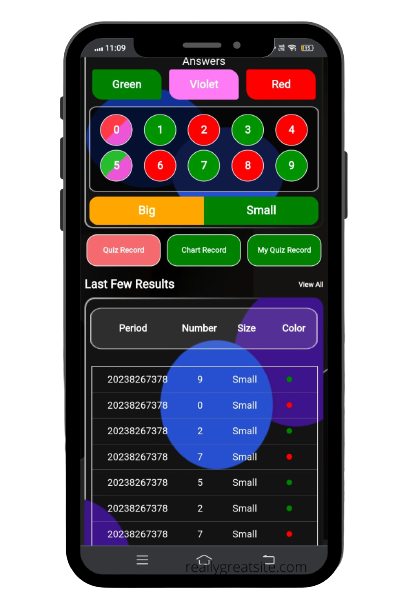 11:09
Answers
Green Violet Red
0 1 2 3 4
5 6 7 8 9
Big Small
Quiz Record Chart Record My Quiz Record
Last Few Results View All
Period Number Size Color
20238267378 9 Small
20238267378 0 Small
20238267378 2 Small
20238267378 7 Small
20238267378 5 Small
20238267378 2 Small
20238267378 7 Small
reallygreatsite.com